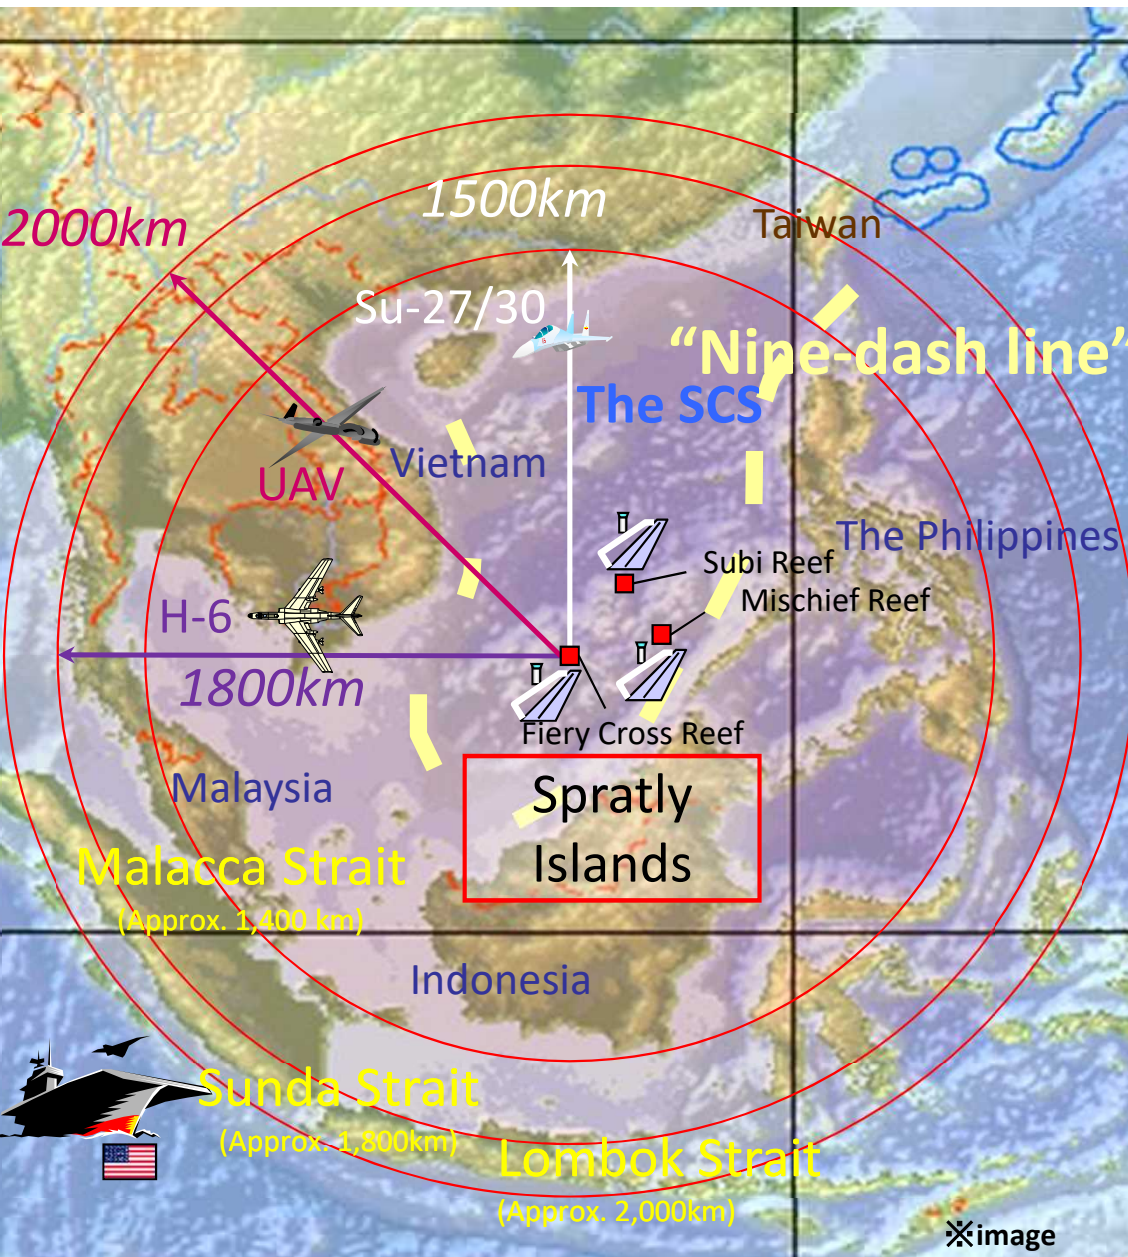 1500km
2000km
Taiwan
Su-27/30
“Nine-dash line”
The SCS
Vietnam
UAV
The Philippines
Subi Reef
Mischief Reef
H-6
1800km
Fiery Cross Reef
Malaysia
Spratly
Islands
Malacca Strait
(Approx. 1,400 km)
Indonesia
Sunda Strait
(Approx. 1,800km)
Lombok Strait
(Approx. 2,000km)
※image